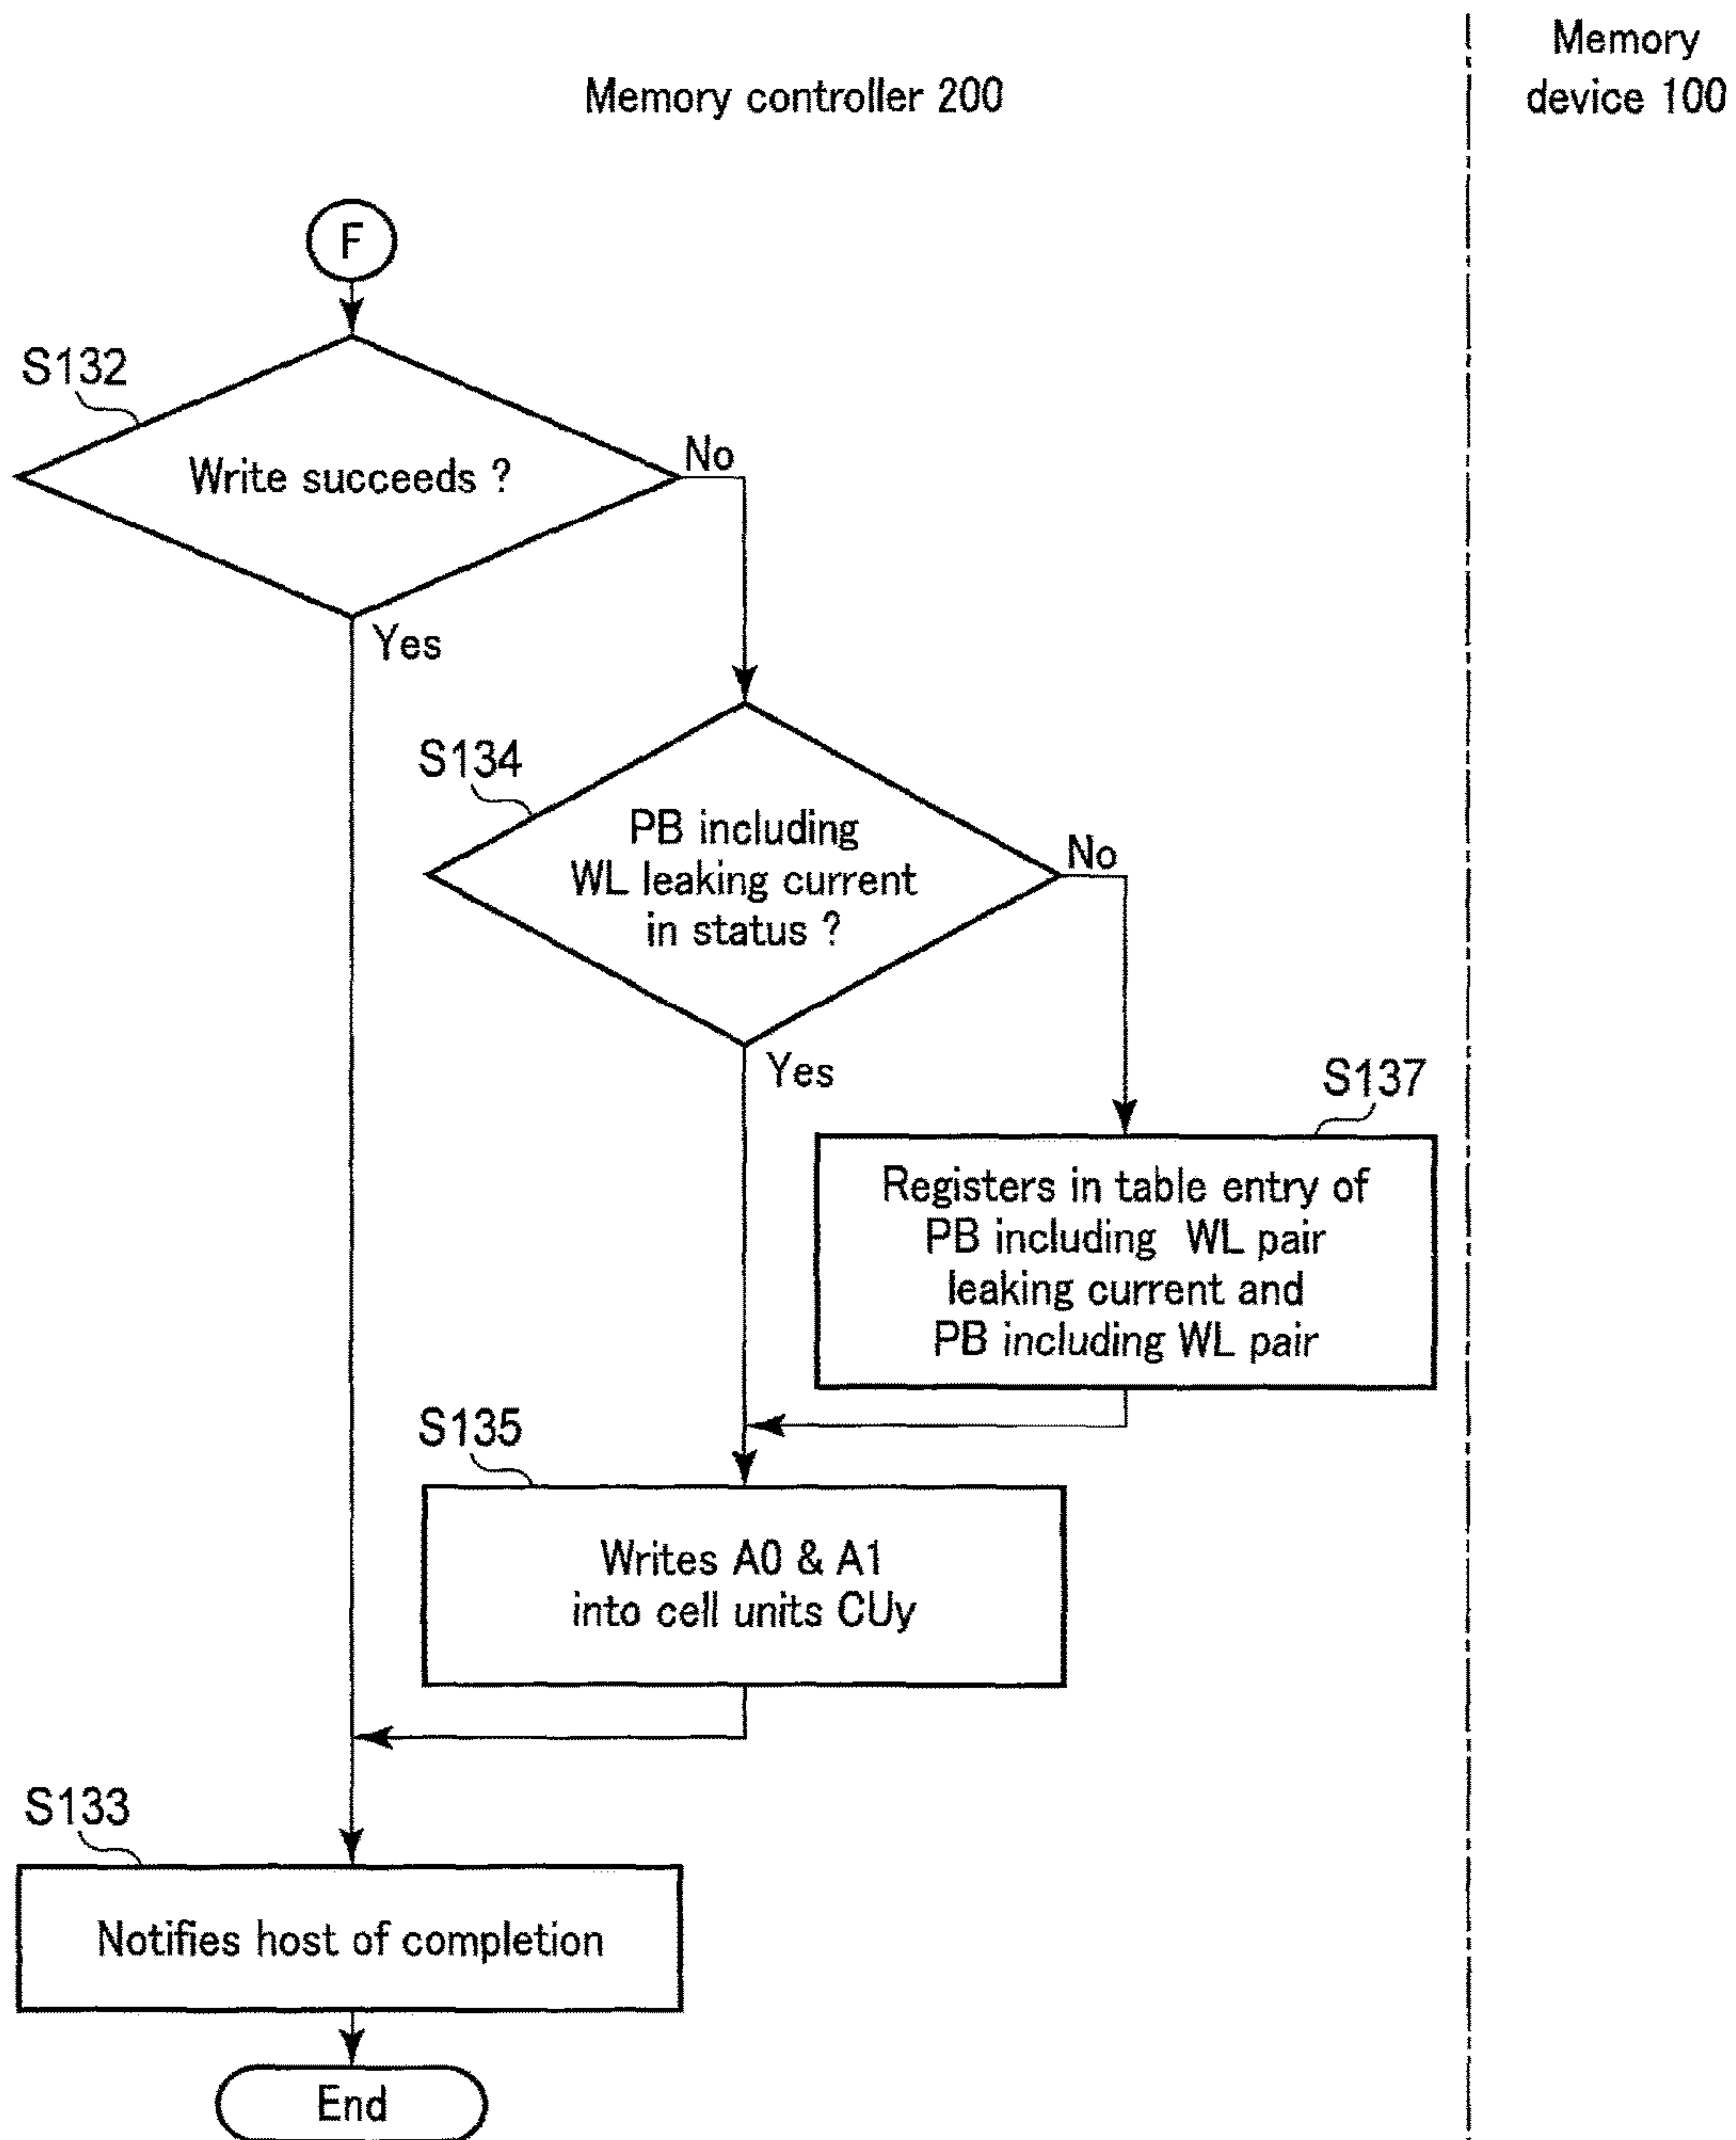 Memory controller 200
Memory
device 100
F
S132
Write succeeds ?
No
Yes
S134
PB including
WL leaking current
in status ?
No
Yes
S137
Registers in table entry of
PB including WL pair
leaking current and
PB including WL pair
S135
Writes A0 & A1
into cell units CUy
S133
Notifies host of completion
End